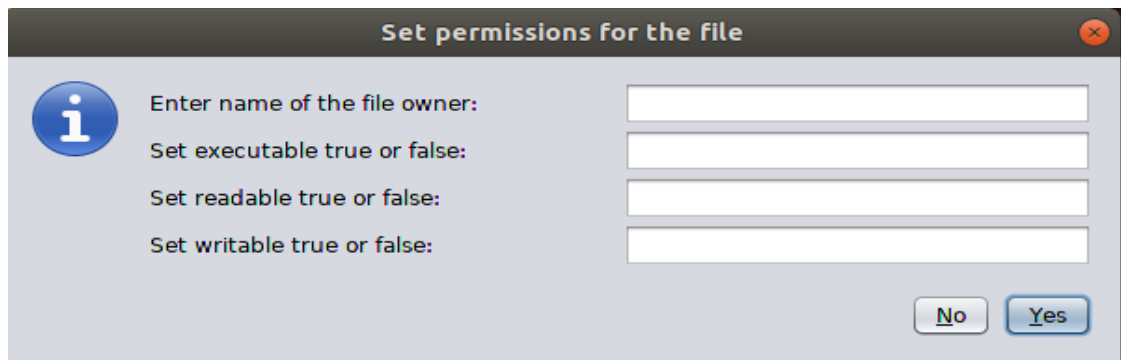 Set permissions for the file
Enter name of the file owner:
Set executable true or false:
Set readable true or false:
Set writable true or false:
No Yes